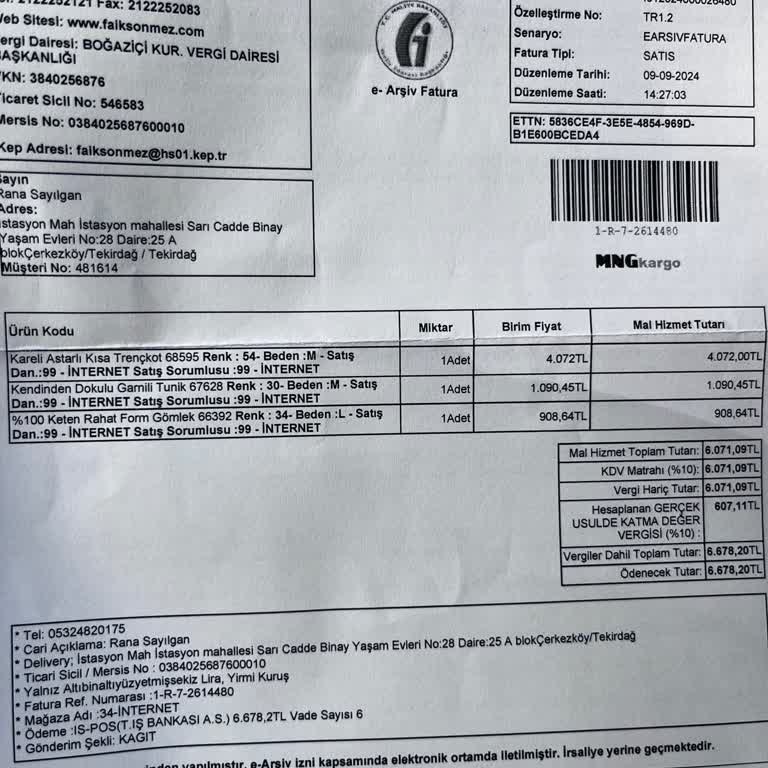 Fax: 2122252083
Web Sitesi: www.falksonmez.com
Vergi Dairesi: BOĞAZİÇİ KUR. VERGİ DAİRESİ
BAŞKANLIĞI
VKN: 3840256876
Ticaret Sicil No: 546583
Mersis No: 0384025687600010
Kep Adresi: faiksonmez@hs01.kep.tr
Sayın
Rana Sayılgan
Adres:
İstasyon Mah İstasyon mahallesi Sarı Cadde Binay
Yaşam Evleri No:28 Daire:25 A
blokÇerkezköy/Tekirdağ / Tekirdağ
Müşteri No: 481614
e- Arşiv Fatura
Özelleştirme No: TR1.2
Senaryo: EARSIVFATURA
Fatura Tipi: SATIS
Düzenleme Tarihi: 09-09-2024
Düzenleme Saati: 14:27:03
ETTN: 5836CE4F-3E5E-4854-969D-
B1E600BCEDA4
1-R-7-2614480
MNGkargo
Ürün Kodu Miktar Birim Fiyat Mal Hizmet Tutarı
Kareli Astarlı Kısa Trençkot 68595 Renk : 54- Beden :M - Satış
Dan.:99 - İNTERNET Satış Sorumlusu :99 - İNTERNET 1Adet 4.072TL 4.072,00TL
Kendinden Dokulu Garnili Tunik 67628 Renk : 30- Beden :M - Satış
Dan.:99 - İNTERNET Satış Sorumlusu :99 - İNTERNET 1Adet 1.090,45TL 1.090,45TL
%100 Keten Rahat Form Gömlek 66392 Renk : 34- Beden :L - Satış
Dan.:99 - İNTERNET Satış Sorumlusu :99 - İNTERNET 1Adet 908,64TL 908,64TL
Mal Hizmet Toplam Tutarı: 6.071,09TL
KDV Matrahı (%10): 6.071,09TL
Vergi Hariç Tutar: 6.071,09TL
Hesaplanan GERÇEK 607,11TL
USULDE KATMA DEĞER
VERGİSİ (%10) :
Vergiler Dahil Toplam Tutar: 6.678,20TL
Ödenecek Tutar: 6.678,20TL
* Tel: 05324820175
* Cari Açıklama: Rana Sayılgan
* Delivery; İstasyon Mah İstasyon mahallesi Sarı Cadde Binay Yaşam Evleri No:28 Daire:25 A blokÇerkezköy/Tekirdağ
* Ticari Sicil / Mersis No : 0384025687600010
* Yalnız Altıbinaltıyüzyetmişsekiz Lira, Yirmi Kuruş
* Fatura Ref. Numarası :1-R-7-2614480
* Mağaza Adı :34-İNTERNET
* Ödeme :IS-POS(T.IŞ BANKASI A.S.) 6.678,2TL Vade Sayısı 6
* Gönderim Şekli: KAGIT
yapılmıştır. e-Arşiv izni kapsamında elektronik ortamda iletilmiştir. İrsaliye yerine geçmektedir.